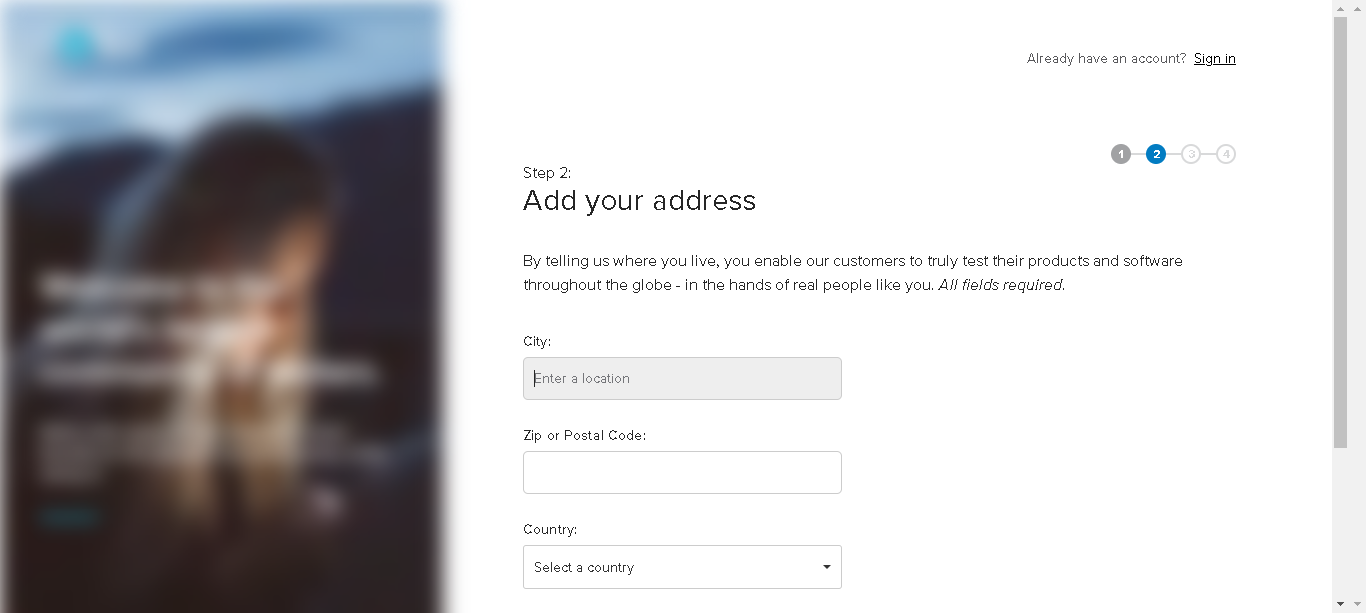 Already have an account? Sign in
1 2 3 4
Step 2:
Add your address
By telling us where you live, you enable our customers to truly test their products and software
throughout the globe - in the hands of real people like you. All fields required.
City:
Enter a location
Zip or Postal Code:
Country:
Select a country